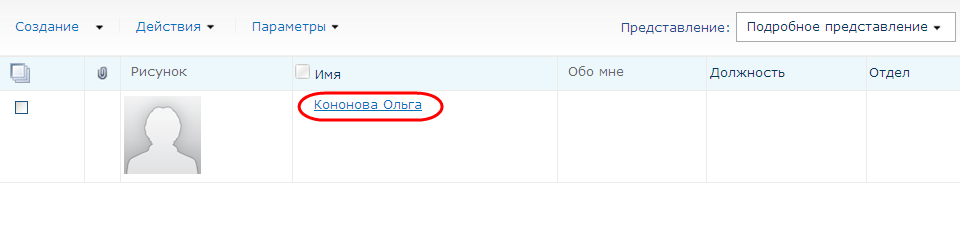 Создание Действия Параметры Представление: Подробное представление
Рисунок Имя Обо мне Должность Отдел
Кононова Ольга